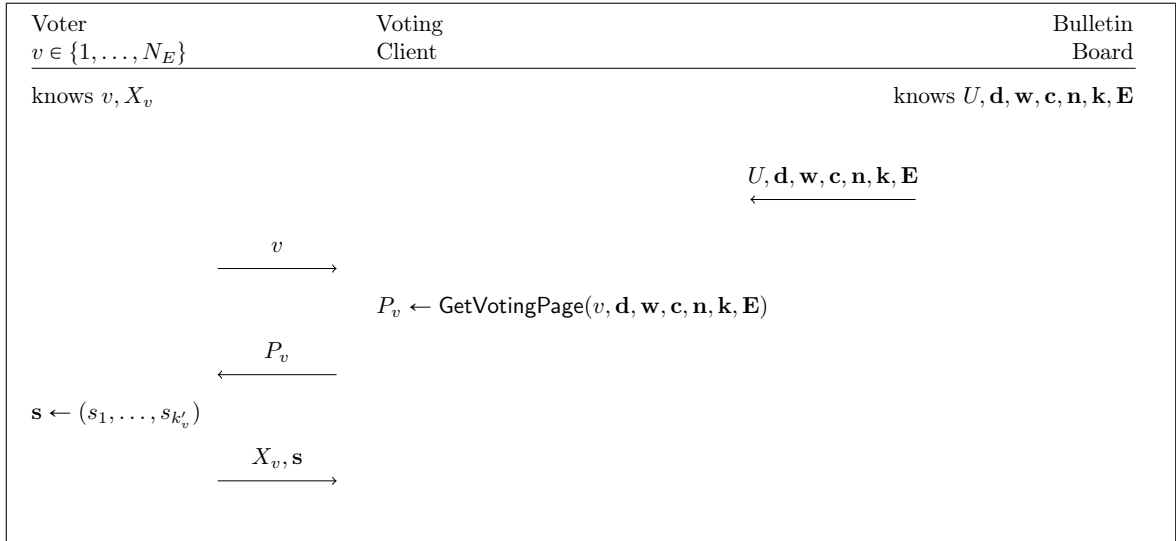 Voter Voting Bulletin
v ∈ {1, . . . , N_E} Client Board
knows v, X_v knows U, d, w, c, n, k, E
U, d, w, c, n, k, E
v
P_v ← GetVotingPage(v, d, w, c, n, k, E)
P_v
s ← (s_1, . . . , s_{k′_v})
X_v, s